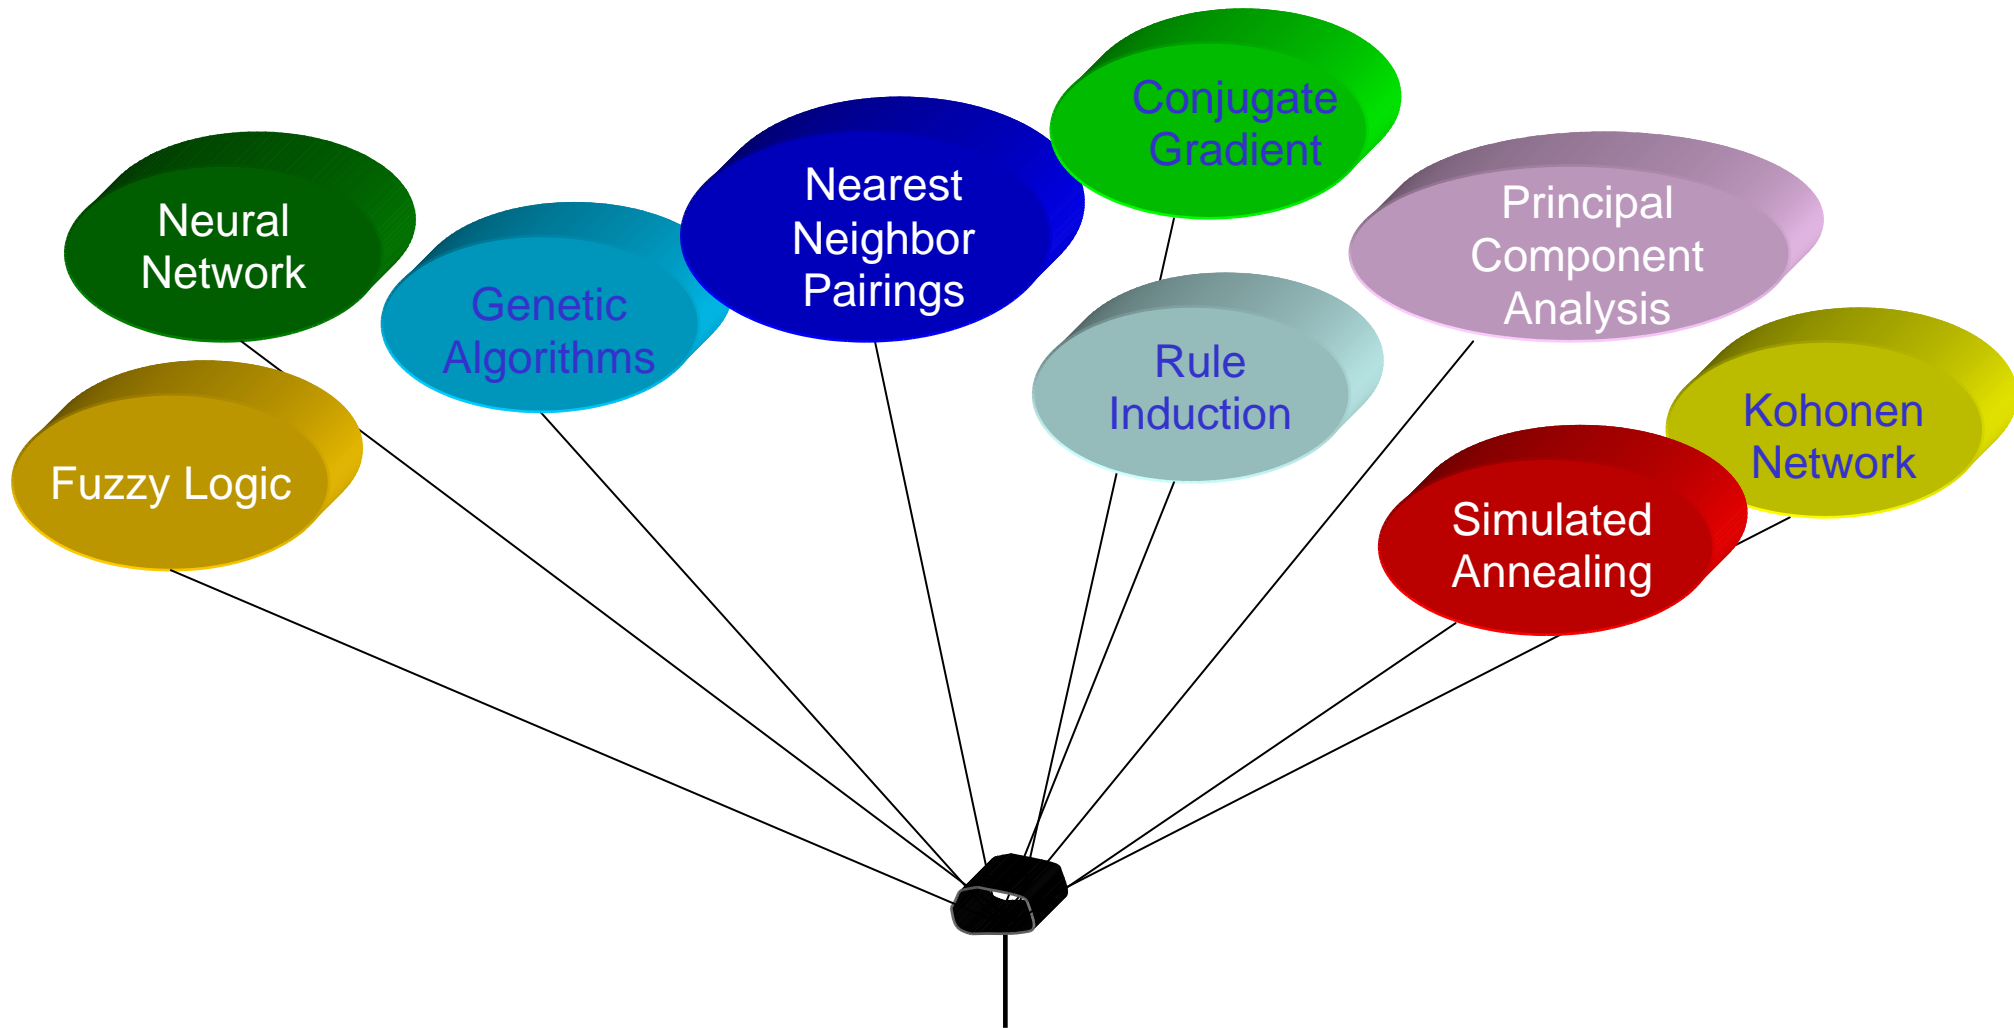 Conjugate
Gradient
Neural
Network
Genetic
Algorithms
Nearest
Neighbor
Pairings
Principal
Component
Analysis
Rule
Induction
Kohonen
Network
Fuzzy Logic
Simulated
Annealing